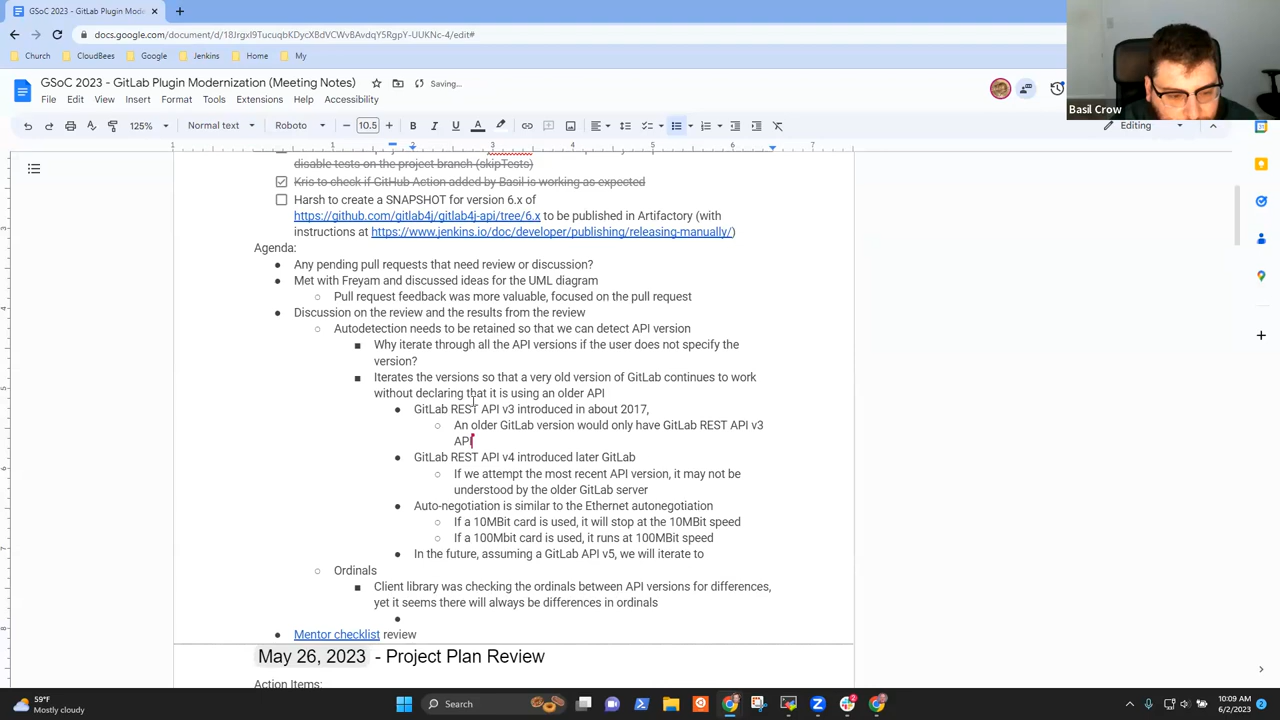 GSoC 2023 - GitLab Plugin Mode
docs.google.com/document/d/18Jrgxl9TucuqbKDycXBdVCWvBAvdqY5RgpY-UUKNc-4/edit#
Church CloudBees Google Jenkins Home My
GSoC 2023 - GitLab Plugin Modernization (Meeting Notes) Saving...
File Edit View Insert Format Tools Extensions Help Accessibility
Basil Crow
125% Normal text Roboto 10.5 Editing
1 1 2 3 4 5 6 7
disable tests on the project branch (skipTests)
Kris to check if GitHub Action added by Basil is working as expected
Harsh to create a SNAPSHOT for version 6.x of
https://github.com/gitlab4j/gitlab4j-api/tree/6.x to be published in Artifactory (with
instructions at https://www.jenkins.io/doc/developer/publishing/releasing-manually/)
Agenda:
● Any pending pull requests that need review or discussion?
● Met with Freyam and discussed ideas for the UML diagram
○ Pull request feedback was more valuable, focused on the pull request
● Discussion on the review and the results from the review
○ Autodetection needs to be retained so that we can detect API version
■ Why iterate through all the API versions if the user does not specify the
version?
■ Iterates the versions so that a very old version of GitLab continues to work
without declaring that it is using an older API
● GitLab REST API v3 introduced in about 2017,
○ An older GitLab version would only have GitLab REST API v3
API
● GitLab REST API v4 introduced later GitLab
○ If we attempt the most recent API version, it may not be
understood by the older GitLab server
● Auto-negotiation is similar to the Ethernet autonegotiation
○ If a 10MBit card is used, it will stop at the 10MBit speed
○ If a 100Mbit card is used, it runs at 100MBit speed
● In the future, assuming a GitLab API v5, we will iterate to
○ Ordinals
■ Client library was checking the ordinals between API versions for differences,
yet it seems there will always be differences in ordinals
●
● Mentor checklist review
May 26, 2023 - Project Plan Review
Action Items:
59°F
Mostly cloudy
Search
10:09 AM
6/2/2023